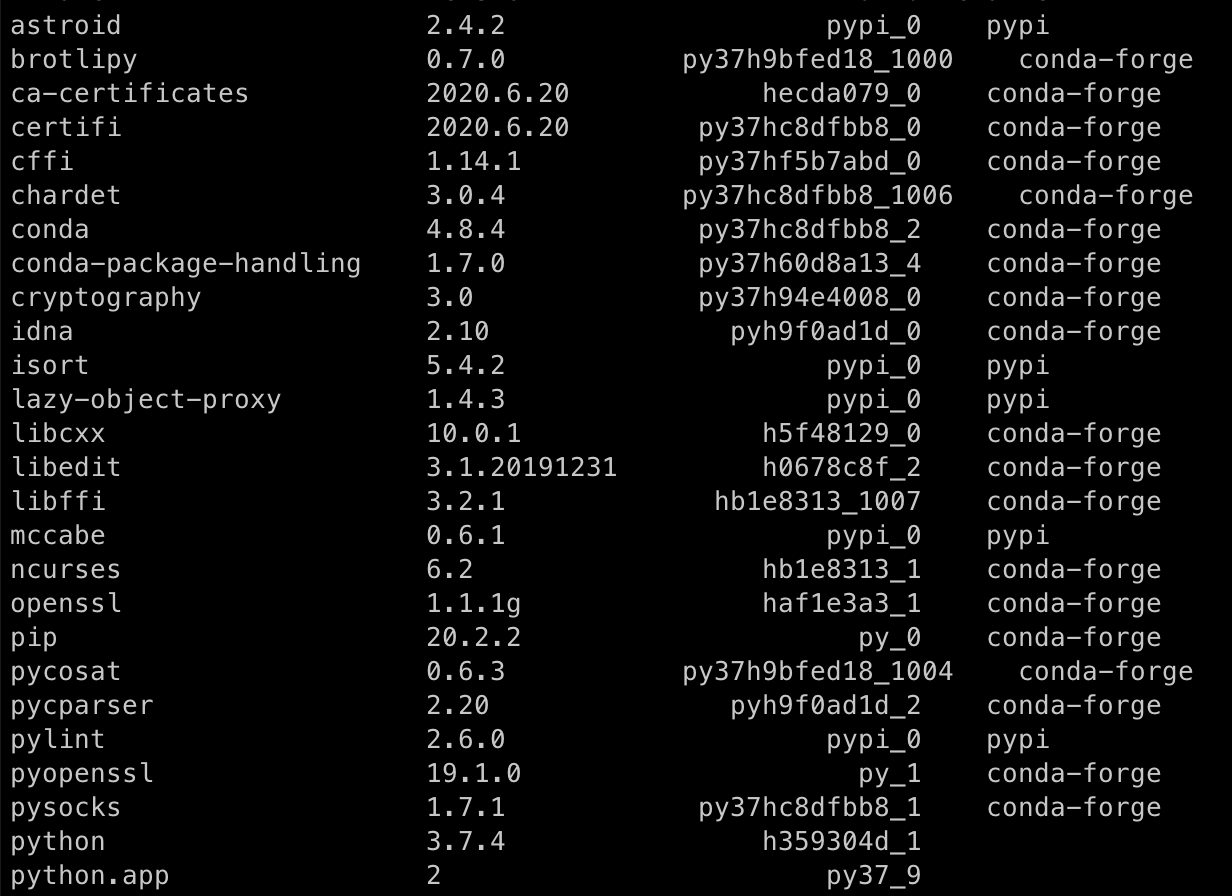 astroid 2.4.2 pypi_0 pypi
brotlipy 0.7.0 py37h9bfed18_1000 conda-forge
ca-certificates 2020.6.20 hecda079_0 conda-forge
certifi 2020.6.20 py37hc8dfbb8_0 conda-forge
cffi 1.14.1 py37hf5b7abd_0 conda-forge
chardet 3.0.4 py37hc8dfbb8_1006 conda-forge
conda 4.8.4 py37hc8dfbb8_2 conda-forge
conda-package-handling 1.7.0 py37h60d8a13_4 conda-forge
cryptography 3.0 py37h94e4008_0 conda-forge
idna 2.10 pyh9f0ad1d_0 conda-forge
isort 5.4.2 pypi_0 pypi
lazy-object-proxy 1.4.3 pypi_0 pypi
libcxx 10.0.1 h5f48129_0 conda-forge
libedit 3.1.20191231 h0678c8f_2 conda-forge
libffi 3.2.1 hb1e8313_1007 conda-forge
mccabe 0.6.1 pypi_0 pypi
ncurses 6.2 hb1e8313_1 conda-forge
openssl 1.1.1g haf1e3a3_1 conda-forge
pip 20.2.2 py_0 conda-forge
pycosat 0.6.3 py37h9bfed18_1004 conda-forge
pycparser 2.20 pyh9f0ad1d_2 conda-forge
pylint 2.6.0 pypi_0 pypi
pyopenssl 19.1.0 py_1 conda-forge
pysocks 1.7.1 py37hc8dfbb8_1 conda-forge
python 3.7.4 h359304d_1
python.app 2 py37_9